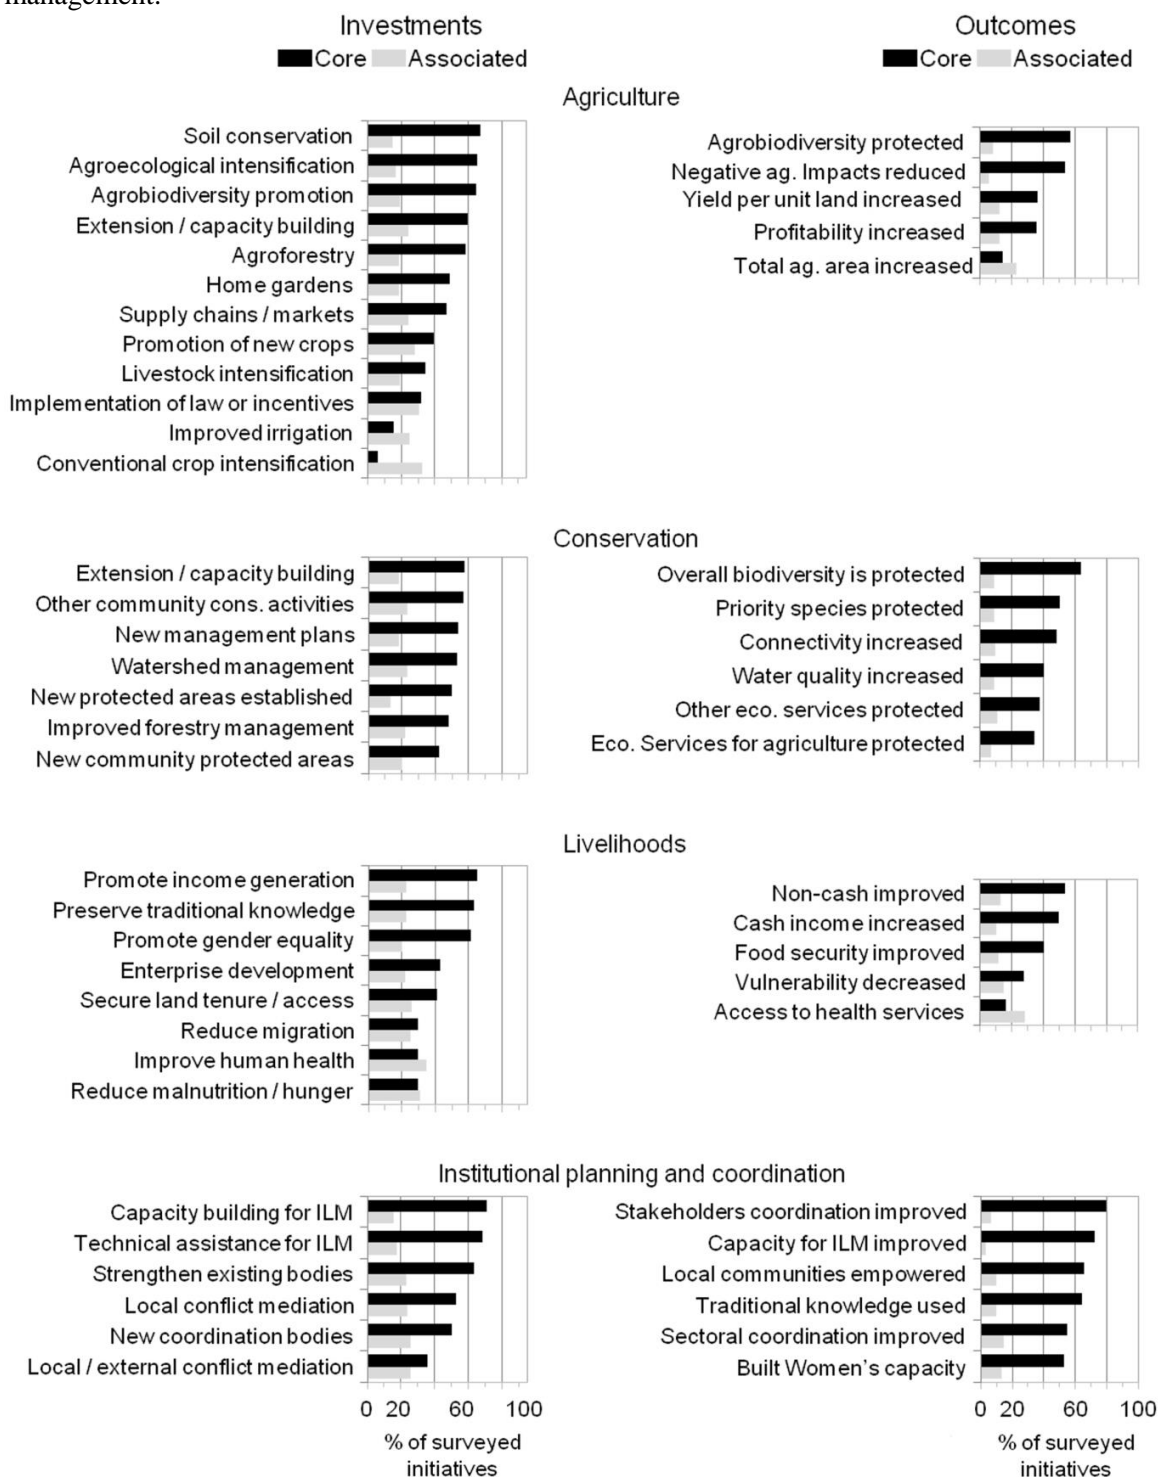 management.
Investments
Core Associated
Outcomes
Core Associated
Agriculture
Soil conservation
Agroecological intensification
Agrobiodiversity promotion
Extension / capacity building
Agroforestry
Home gardens
Supply chains / markets
Promotion of new crops
Livestock intensification
Implementation of law or incentives
Improved irrigation
Conventional crop intensification
Agrobiodiversity protected
Negative ag. Impacts reduced
Yield per unit land increased
Profitability increased
Total ag. area increased
Conservation
Extension / capacity building
Other community cons. activities
New management plans
Watershed management
New protected areas established
Improved forestry management
New community protected areas
Overall biodiversity is protected
Priority species protected
Connectivity increased
Water quality increased
Other eco. services protected
Eco. Services for agriculture protected
Livelihoods
Promote income generation
Preserve traditional knowledge
Promote gender equality
Enterprise development
Secure land tenure / access
Reduce migration
Improve human health
Reduce malnutrition / hunger
Non-cash improved
Cash income increased
Food security improved
Vulnerability decreased
Access to health services
Institutional planning and coordination
Capacity building for ILM
Technical assistance for ILM
Strengthen existing bodies
Local conflict mediation
New coordination bodies
Local / external conflict mediation
0 20 60 100
% of surveyed
initiatives
Stakeholders coordination improved
Capacity for ILM improved
Local communities empowered
Traditional knowledge used
Sectoral coordination improved
Built Women's capacity
0 20 60 100
% of surveyed
initiatives